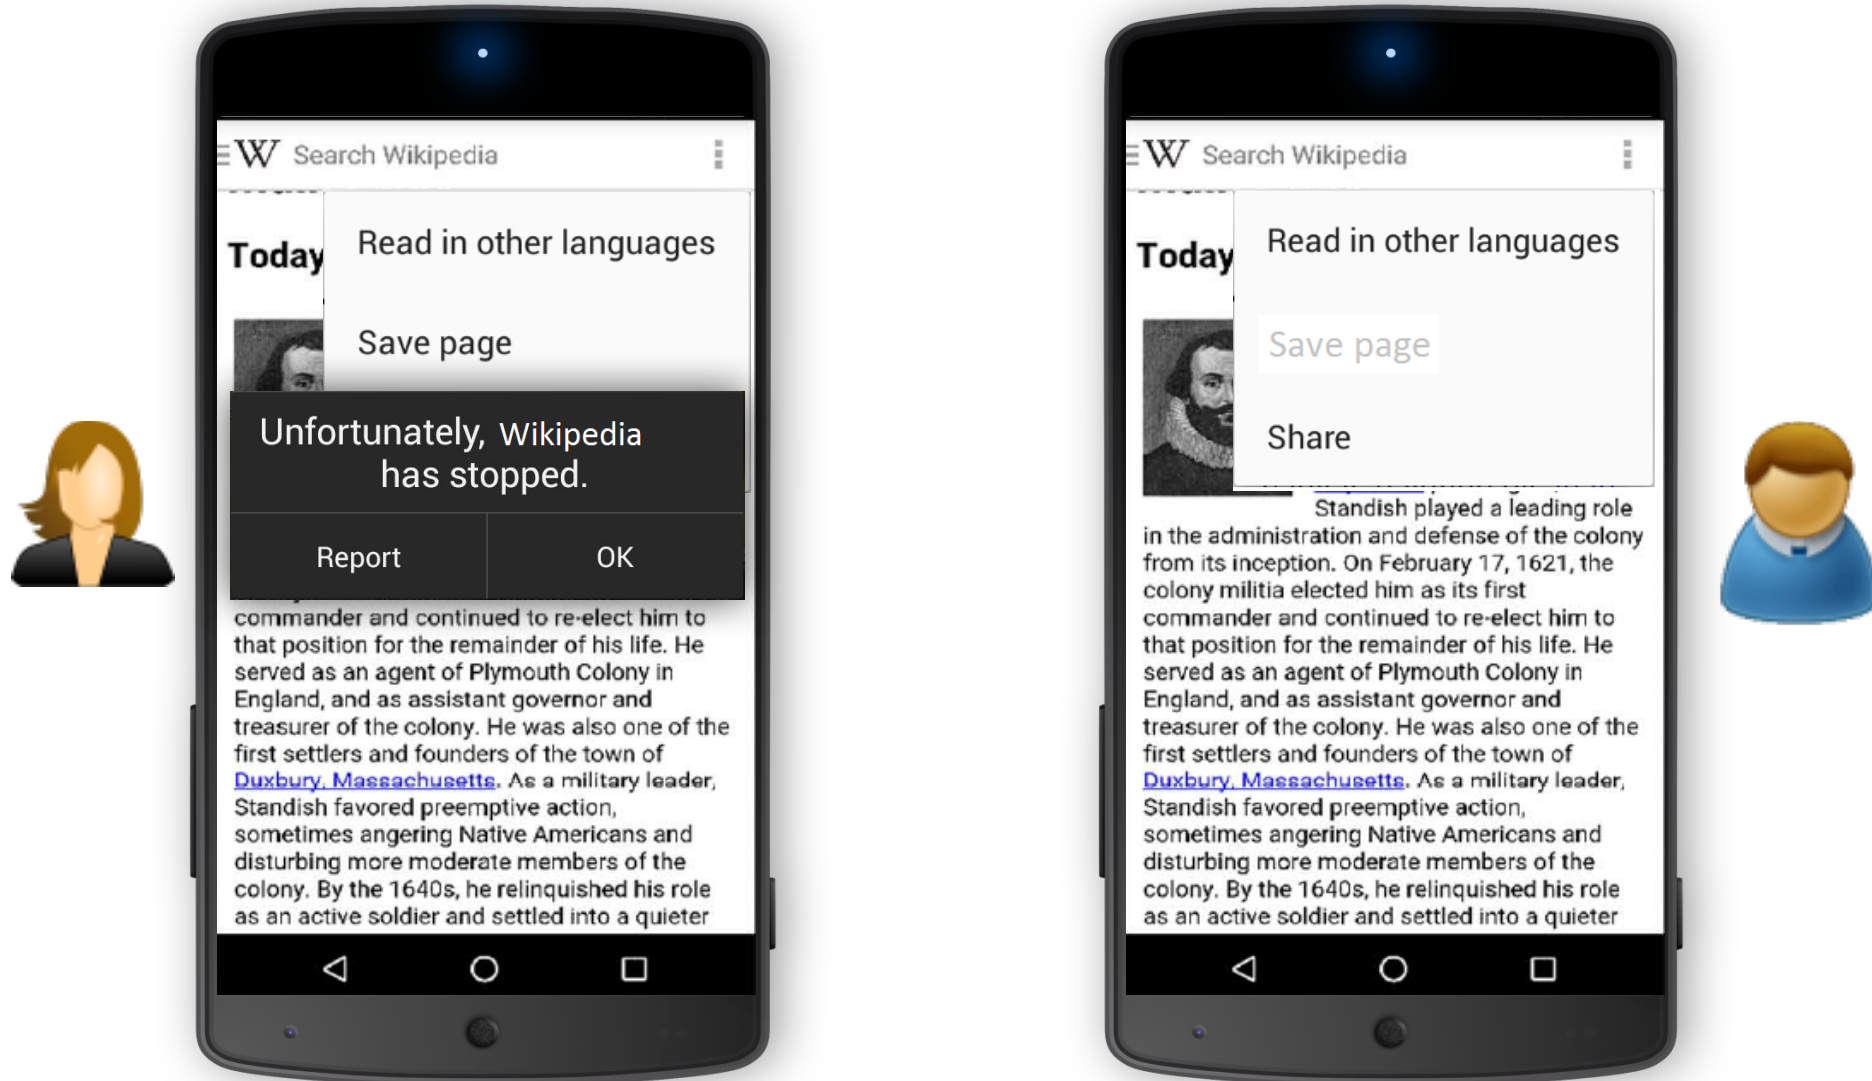 W Search Wikipedia
Read in other languages
Today
Save page
Unfortunately, Wikipedia
has stopped.
Report OK
commander and continued to re-elect him to
that position for the remainder of his life. He
served as an agent of Plymouth Colony in
England, and as assistant governor and
treasurer of the colony. He was also one of the
first settlers and founders of the town of
Duxbury, Massachusetts. As a military leader,
Standish favored preemptive action,
sometimes angering Native Americans and
disturbing more moderate members of the
colony. By the 1640s, he relinquished his role
as an active soldier and settled into a quieter
W Search Wikipedia
Read in other languages
Today
Save page
Share
Standish played a leading role
in the administration and defense of the colony
from its inception. On February 17, 1621, the
colony militia elected him as its first
commander and continued to re-elect him to
that position for the remainder of his life. He
served as an agent of Plymouth Colony in
England, and as assistant governor and
treasurer of the colony. He was also one of the
first settlers and founders of the town of
Duxbury, Massachusetts. As a military leader,
Standish favored preemptive action,
sometimes angering Native Americans and
disturbing more moderate members of the
colony. By the 1640s, he relinquished his role
as an active soldier and settled into a quieter